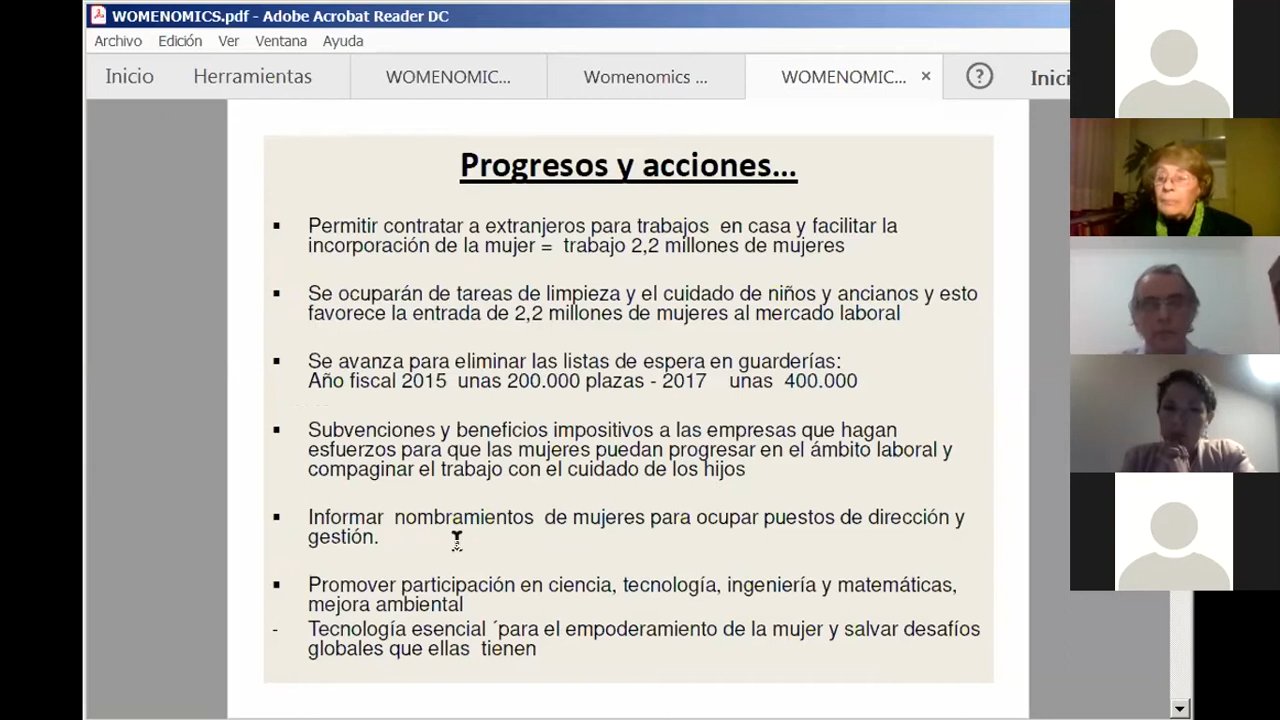 WOMENOMICS.pdf - Adobe Acrobat Reader DC
Archivo Edición Ver Ventana Ayuda
Inicio Herramientas WOMENOMIC... Womenomics ... WOMENOMIC... × ? Inici
Progresos y acciones...
▪ Permitir contratar a extranjeros para trabajos en casa y facilitar la
incorporación de la mujer = trabajo 2,2 millones de mujeres
▪ Se ocuparán de tareas de limpieza y el cuidado de niños y ancianos y esto
favorece la entrada de 2,2 millones de mujeres al mercado laboral
▪ Se avanza para eliminar las listas de espera en guarderías:
Año fiscal 2015 unas 200.000 plazas - 2017 unas 400.000
▪ Subvenciones y beneficios impositivos a las empresas que hagan
esfuerzos para que las mujeres puedan progresar en el ámbito laboral y
compaginar el trabajo con el cuidado de los hijos
▪ Informar nombramientos de mujeres para ocupar puestos de dirección y
gestión.
▪ Promover participación en ciencia, tecnología, ingeniería y matemáticas,
mejora ambiental
- Tecnología esencial ´para el empoderamiento de la mujer y salvar desafíos
globales que ellas tienen